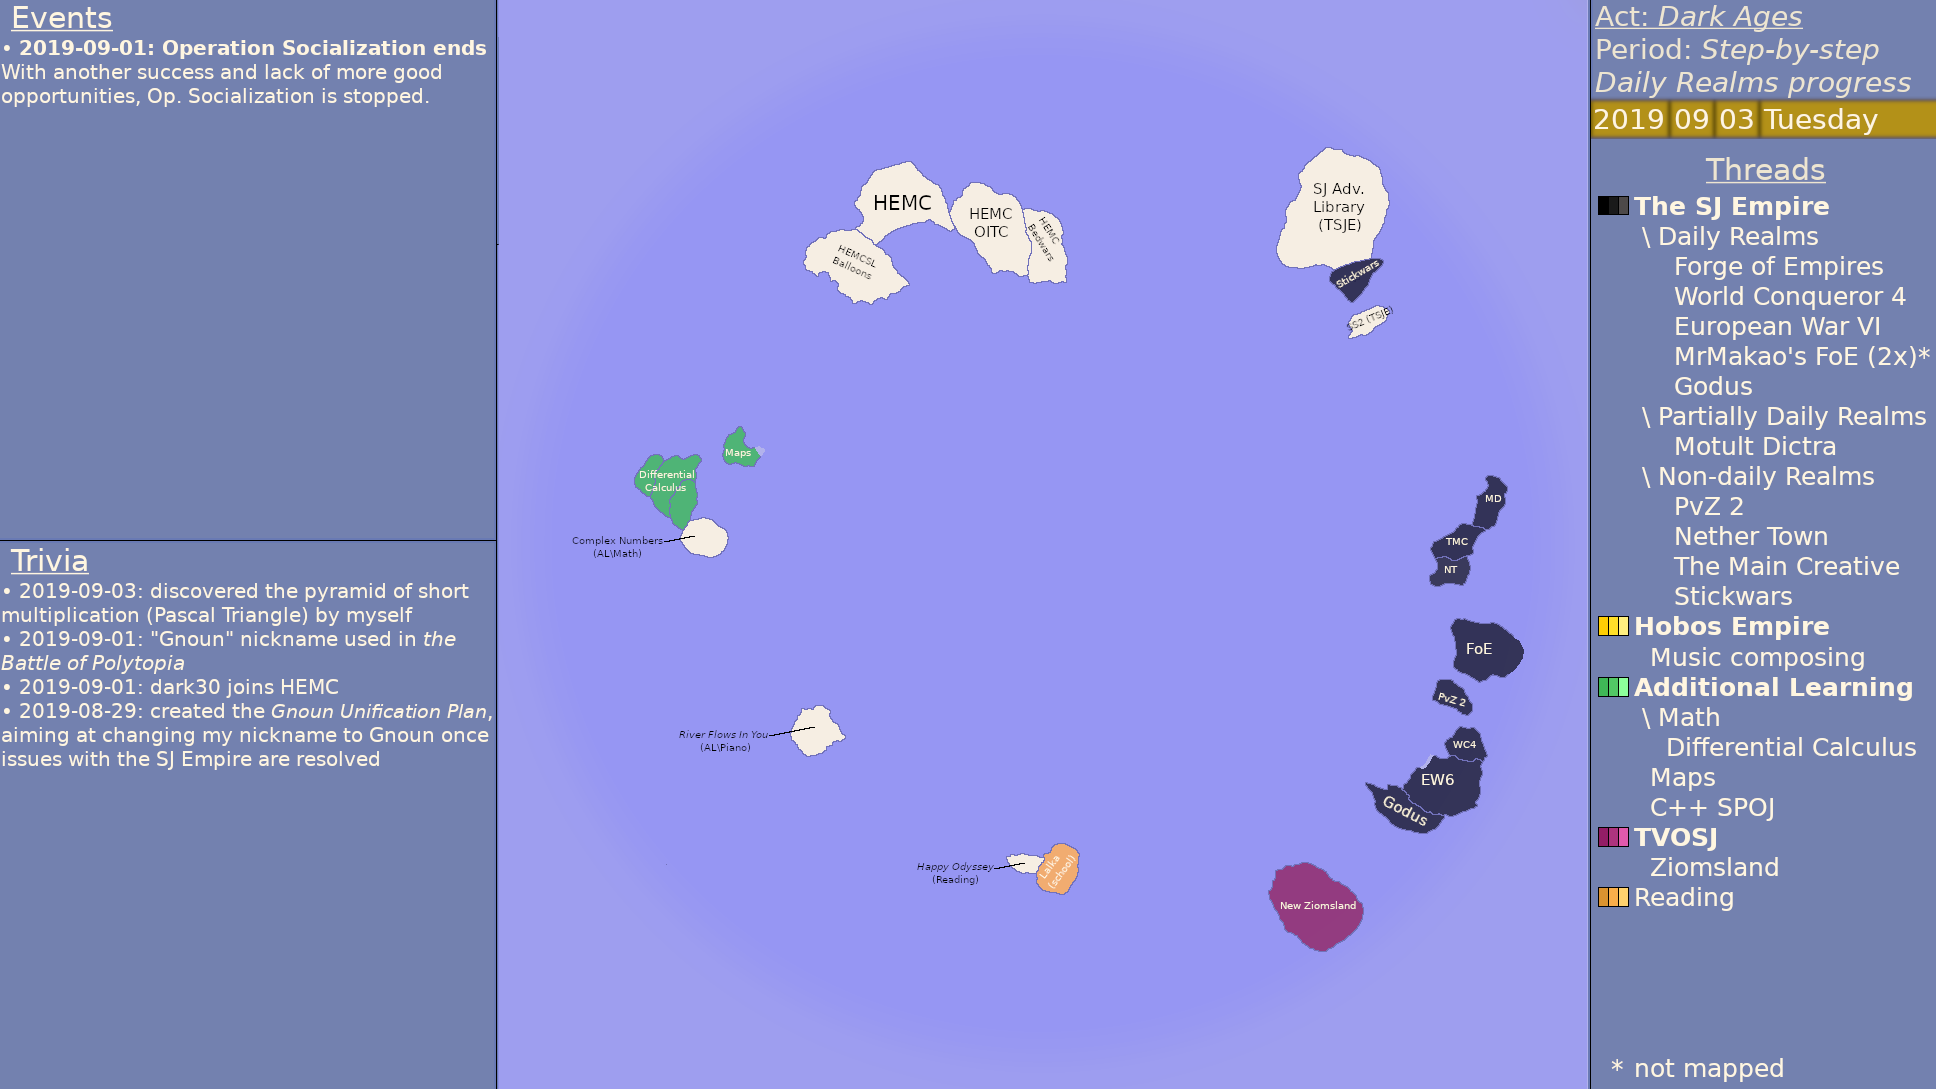 Events
• 2019-09-01: Operation Socialization ends
With another success and lack of more good
opportunities, Op. Socialization is stopped.
Trivia
• 2019-09-03: discovered the pyramid of short
multiplication (Pascal Triangle) by myself
• 2019-09-01: "Gnoun" nickname used in the
Battle of Polytopia
• 2019-09-01: dark30 joins HEMC
• 2019-08-29: created the Gnoun Unification Plan,
aiming at changing my nickname to Gnoun once
issues with the SJ Empire are resolved
HEMC
HEMC
OITC
HEMC
Bedwars
HEMCSL
Balloons
SJ Adv.
Library
(TSJE)
Stickwars
SS2 (TSJE)
Maps
Differential
Calculus
Complex Numbers
(AL\Math)
MD
TMC
NT
FoE
PvZ 2
WC4
EW6
Godus
River Flows In You
(AL\Piano)
Happy Odyssey
(Reading)
Lalka
(school)
New Ziomsland
Act: Dark Ages
Period: Step-by-step
Daily Realms progress
2019 09 03 Tuesday
Threads
The SJ Empire
\ Daily Realms
Forge of Empires
World Conqueror 4
European War VI
MrMakao's FoE (2x)*
Godus
\ Partially Daily Realms
Motult Dictra
\ Non-daily Realms
PvZ 2
Nether Town
The Main Creative
Stickwars
Hobos Empire
Music composing
Additional Learning
\ Math
Differential Calculus
Maps
C++ SPOJ
TVOSJ
Ziomsland
Reading
* not mapped